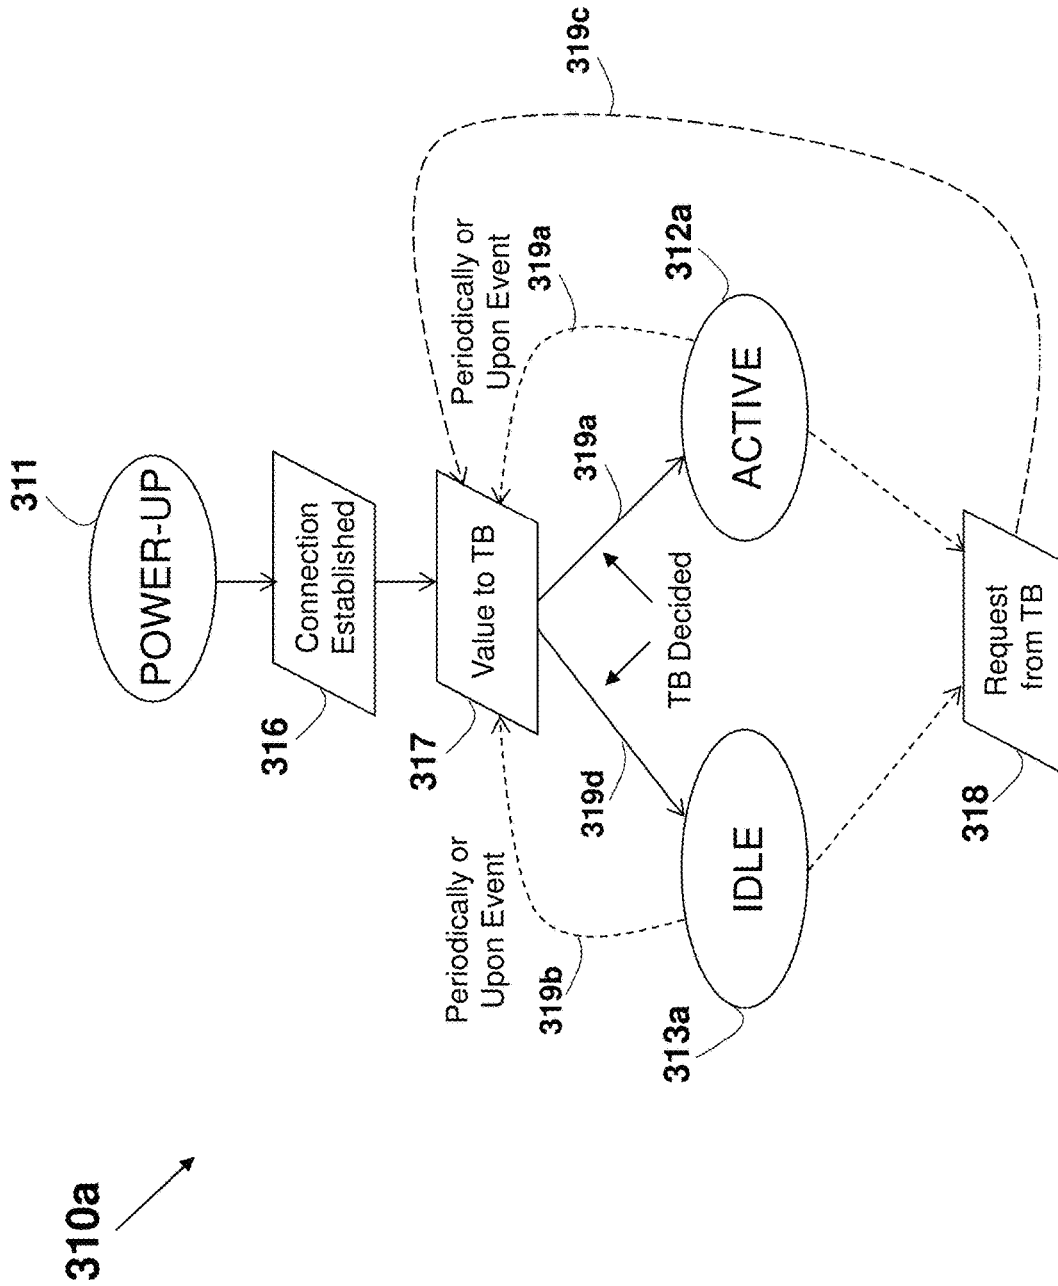 310a
311
POWER-UP
316
Connection
Established
317
Value to TB
Periodically or
Upon Event
319b
Periodically or
Upon Event
319a
319c
319d
TB Decided
319a
313a
IDLE
312a
ACTIVE
318
Request
from TB